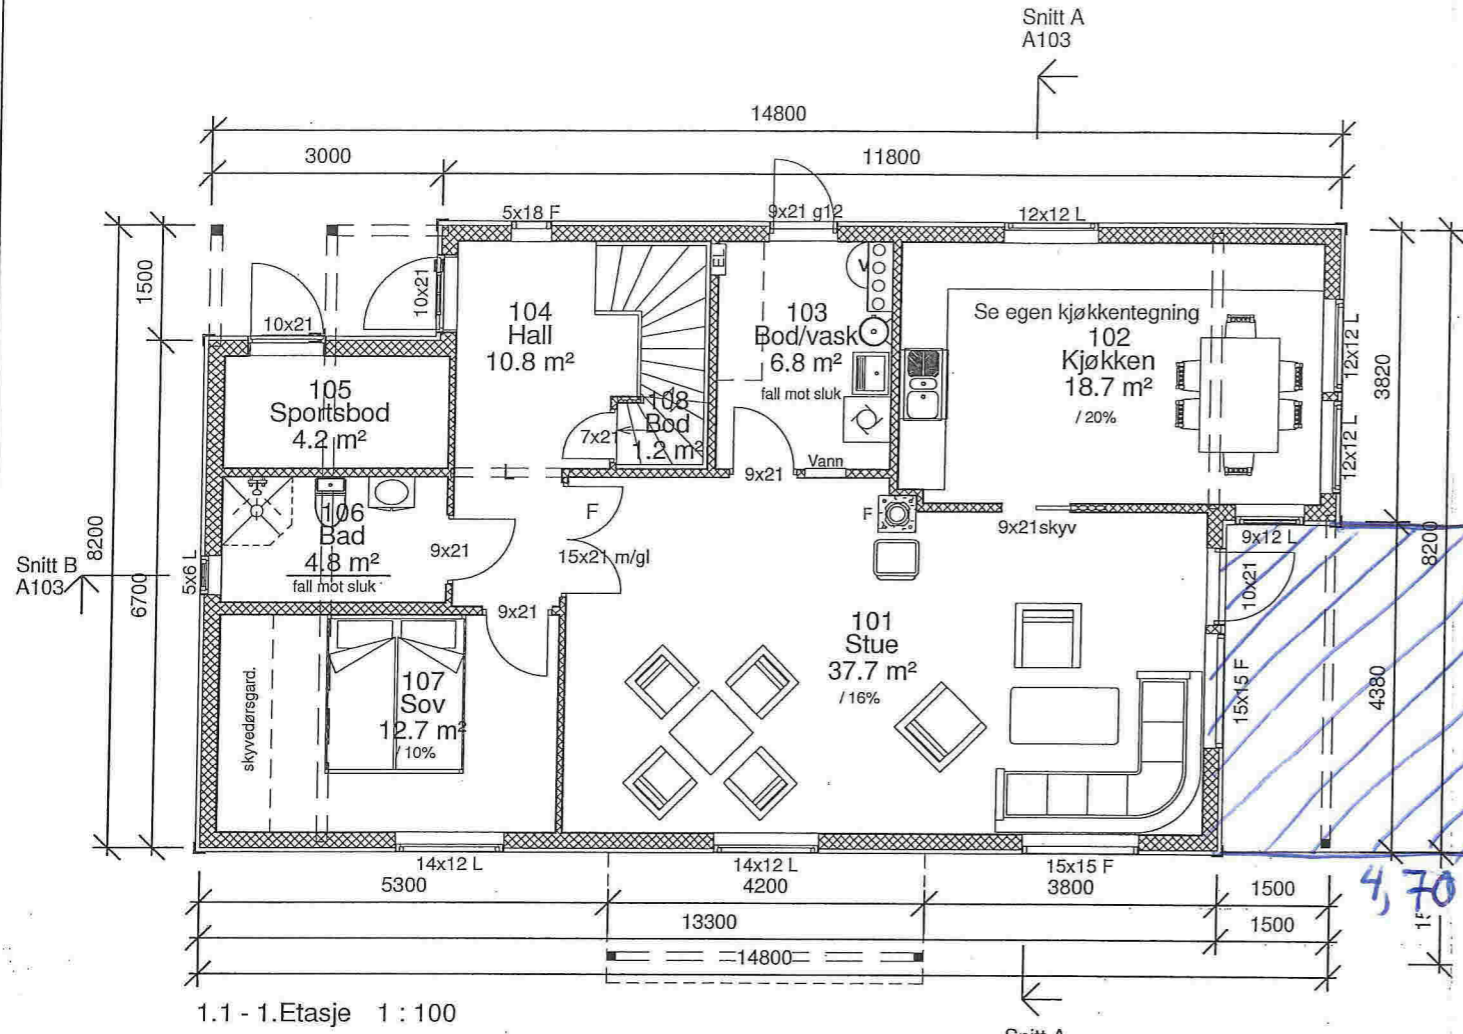 Snitt A
A103
14800
3000
11800
5x18 F
9x21 g12
12x12 L
1500
10x21
10x21
EL
V
104
Hall
10.8 m²
103
Bod/vask
6.8 m²
fall mot sluk
Se egen kjøkkentegning
102
Kjøkken
18.7 m²
/ 20%
12x12 L
12x12 L
3820
105
Sportsbod
4.2 m²
108
Bod
1.2 m²
7x21
L
9x21
Vann
8200
6700
Snitt B
A103
5x6 L
106
Bad
4.8 m²
fall mot sluk
9x21
F
15x21 m/gl
9x21
F
9x21skyv
9x12 L
10x21
8200
101
Stue
37.7 m²
/ 16%
15x15 F
4380
skyvedørsgard.
107
Sov
12.7 m²
/ 10%
14x12 L
14x12 L
15x15 F
5300
4200
3800
1500
4,70
13300
1500
14800
1.1 - 1.Etasje 1 : 100